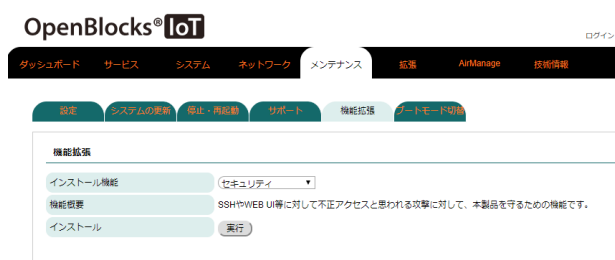 OpenBlocks® IoT
ログイン
ダッシュボード サービス システム ネットワーク メンテナンス 拡張 AirManage 技術情報
設定 システムの更新 停止・再起動 サポート 機能拡張 ブートモード切替
機能拡張
インストール機能 セキュリティ
機能概要 SSHやWEB UI等に対して不正アクセスと思われる攻撃に対して、本製品を守るための機能です。
インストール 実行